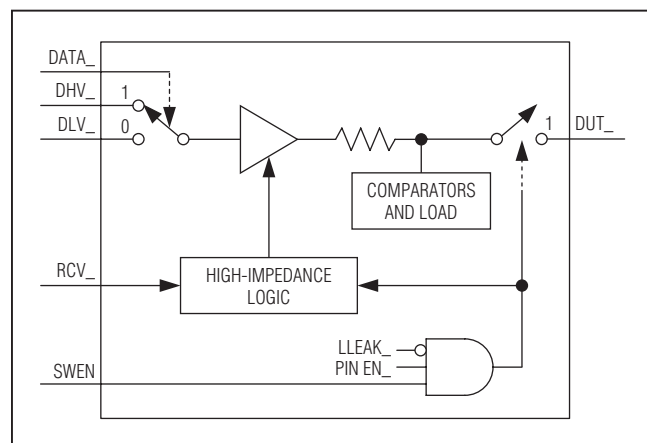 DATA_
DHV_
1
DLV_
0
1
DUT_
COMPARATORS
AND LOAD
RCV_
HIGH-IMPEDANCE
LOGIC
LLEAK_
PIN EN_
SWEN